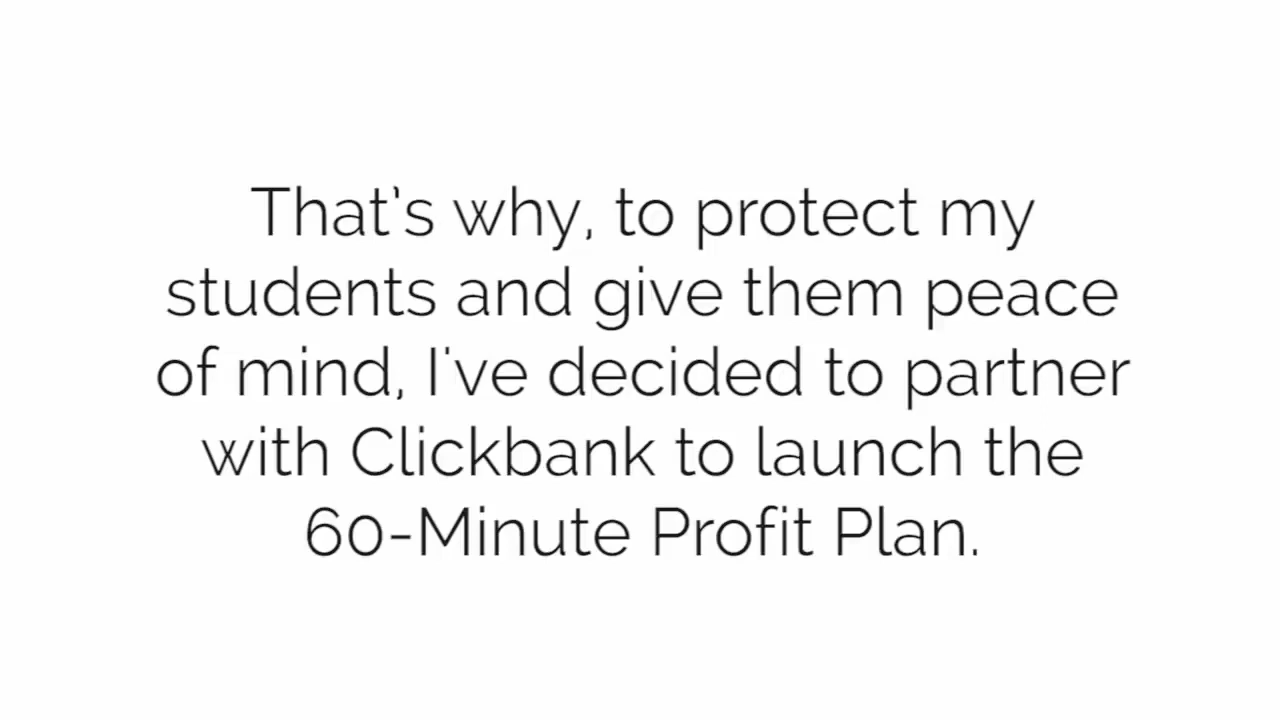 That’s why, to protect my
students and give them peace
of mind, I've decided to partner
with Clickbank to launch the
60-Minute Profit Plan.